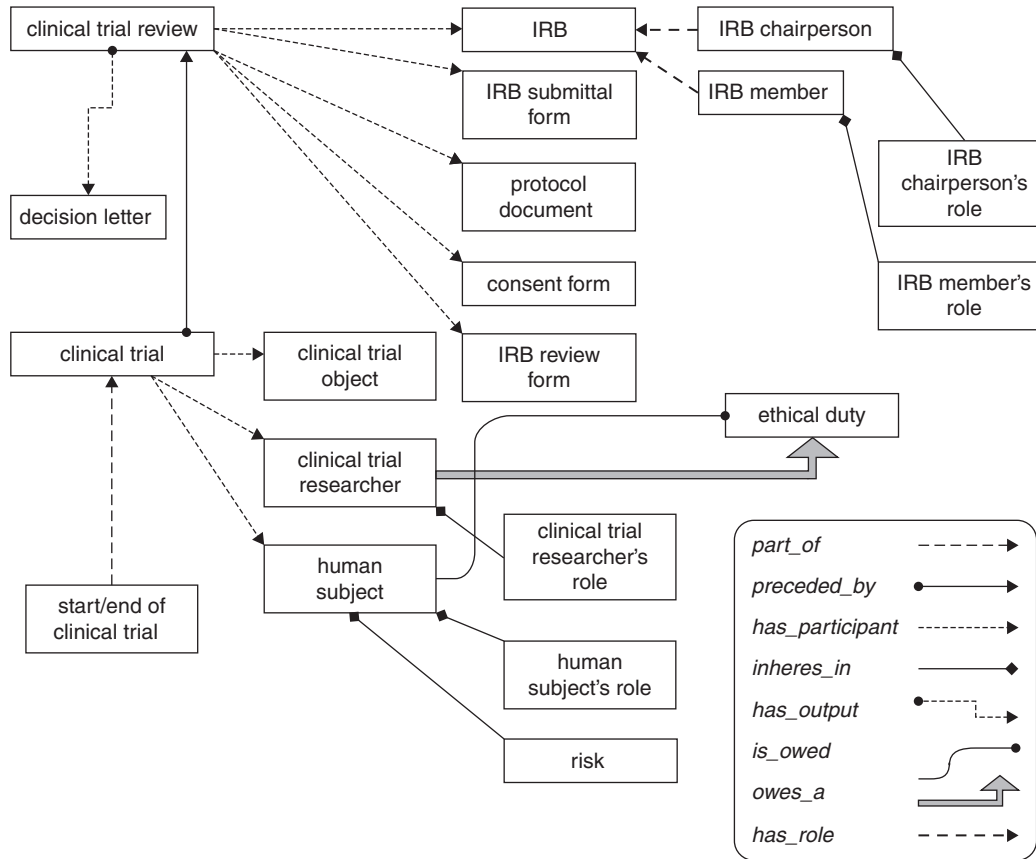 clinical trial review
IRB
IRB chairperson
IRB submittal
form
IRB member
protocol
document
IRB
chairperson's
role
decision letter
consent form
IRB member's
role
clinical trial
clinical trial
object
IRB review
form
ethical duty
clinical trial
researcher
clinical trial
researcher's
role
human
subject
start/end of
clinical trial
human
subject's role
risk
part_of
preceded_by
has_participant
inheres_in
has_output
is_owed
owes_a
has_role